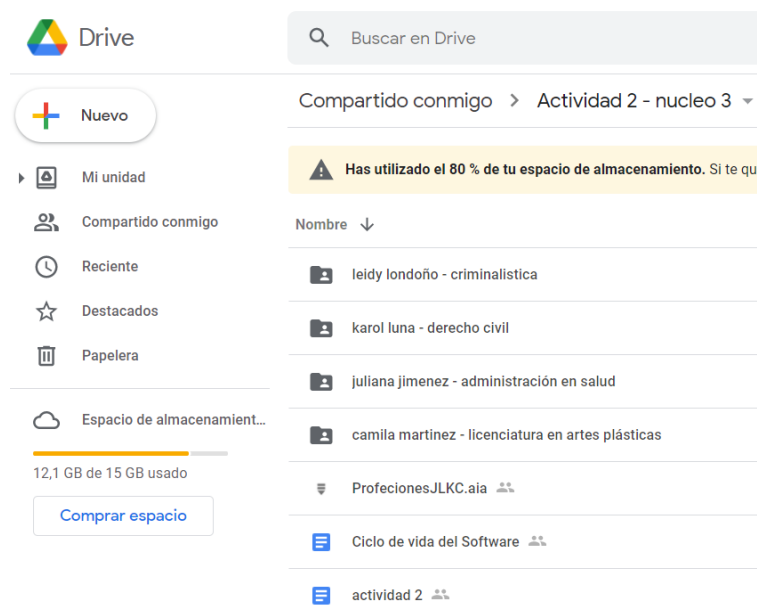 Drive
Buscar en Drive
Nuevo
Compartido conmigo > Actividad 2 - nucleo 3
Has utilizado el 80 % de tu espacio de almacenamiento. Si te qu
Mi unidad
Compartido conmigo
Reciente
Destacados
Papelera
Espacio de almacenamient...
12,1 GB de 15 GB usado
Comprar espacio
Nombre
leidy londoño - criminalistica
karol luna - derecho civil
juliana jimenez - administración en salud
camila martinez - licenciatura en artes plásticas
ProfecionesJLKC.aia
Ciclo de vida del Software
actividad 2